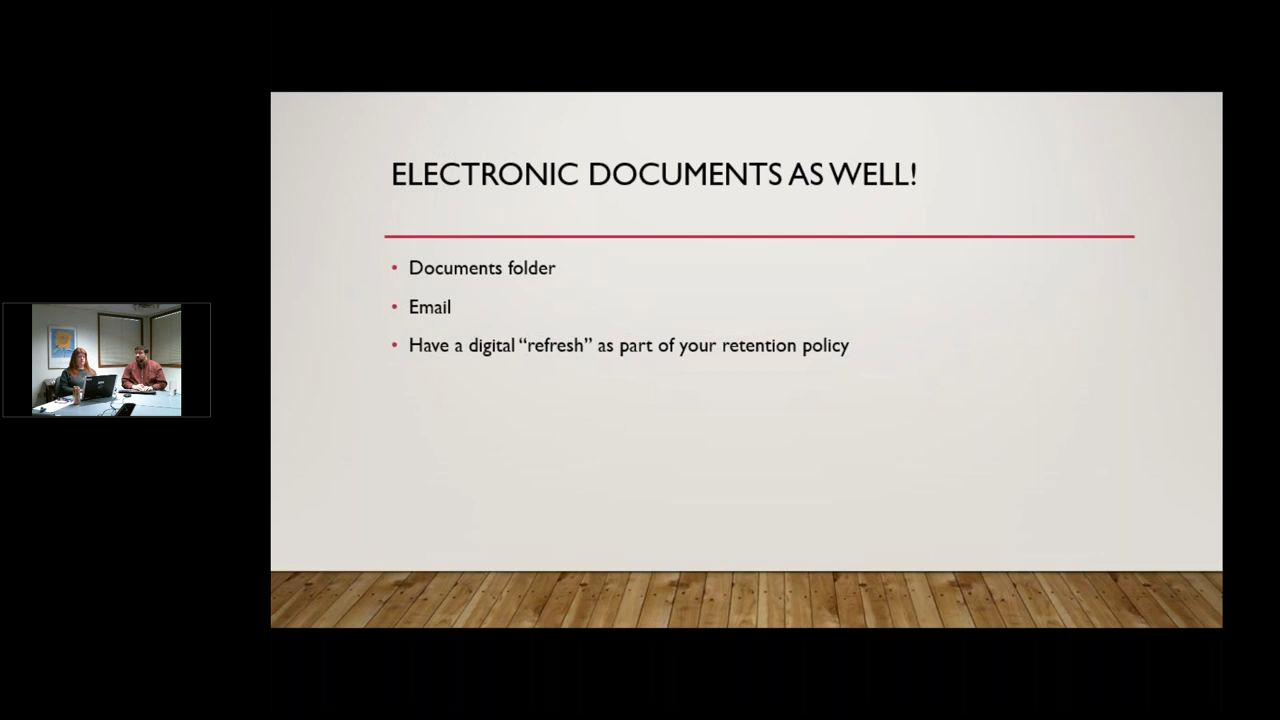 ELECTRONIC DOCUMENTS AS WELL!
• Documents folder
• Email
• Have a digital “refresh” as part of your retention policy